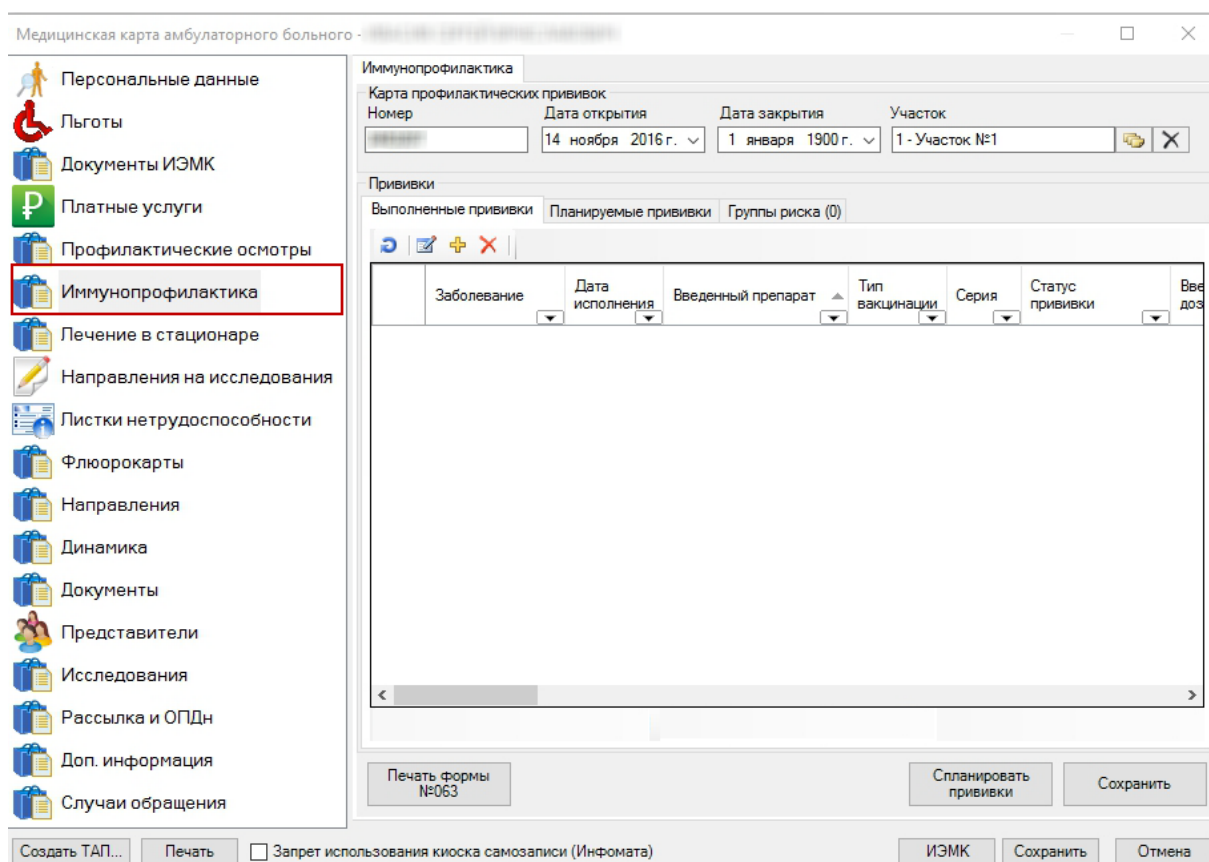 Медицинская карта амбулаторного больного -
Персональные данные
Льготы
Документы ИЭМК
Платные услуги
Профилактические осмотры
Иммунопрофилактика
Лечение в стационаре
Направления на исследования
Листки нетрудоспособности
Флюорокарты
Направления
Динамика
Документы
Представители
Исследования
Рассылка и ОПДн
Доп. информация
Случаи обращения
Иммунопрофилактика
Карта профилактических прививок
Номер Дата открытия Дата закрытия Участок
14 ноября 2016 г. 1 января 1900 г. 1 - Участок №1
Прививки
Выполненные прививки Планируемые прививки Группы риска (0)
Заболевание
Дата
исполнения
Введенный препарат
Тип
вакцинации
Серия
Статус
прививки
Вве
доз
Печать формы
№063
Спланировать
прививки
Сохранить
Создать ТАП... Печать Запрет использования киоска самозаписи (Инфомата) ИЭМК Сохранить Отмена